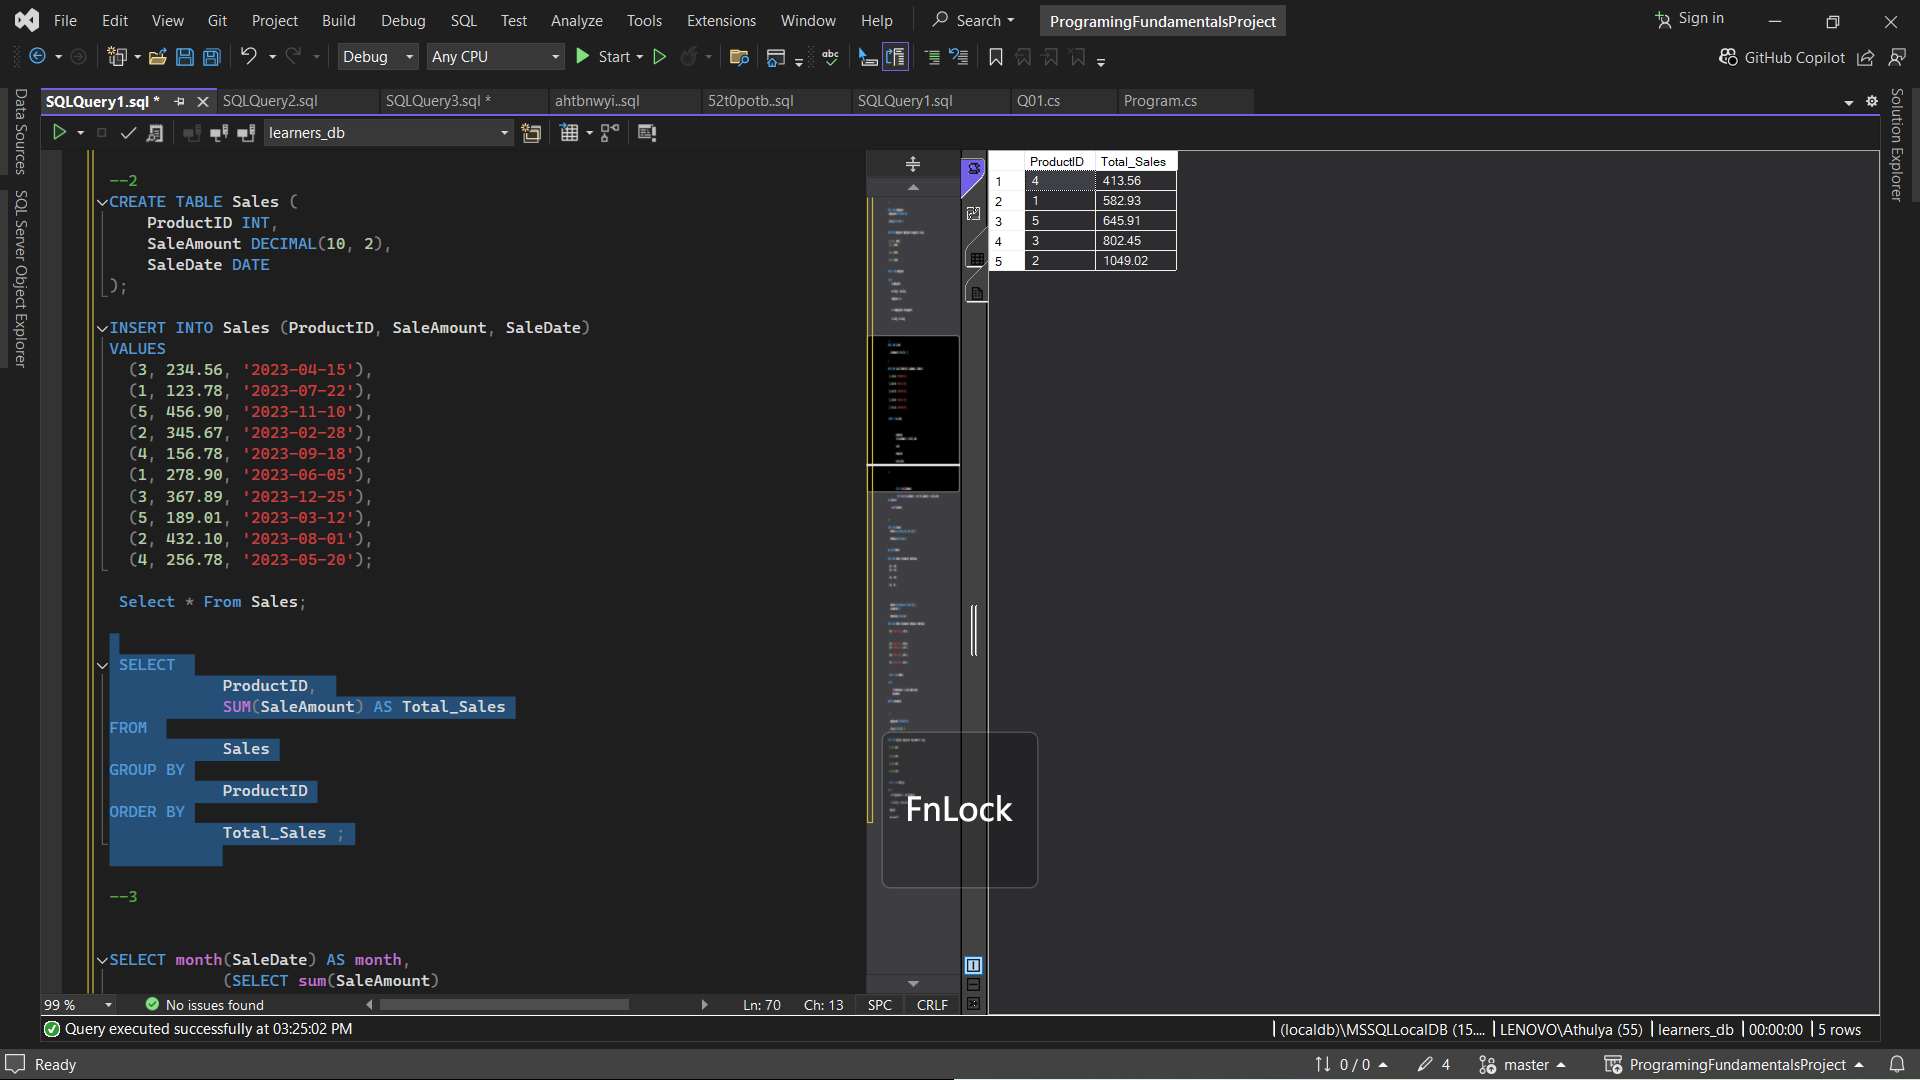 File Edit View Git Project Build Debug SQL Test Analyze Tools Extensions Window Help Search ProgramingFundamentalsProject Sign in
Debug Any CPU Start abc GitHub Copilot
SQLQuery1.sql * SQLQuery2.sql SQLQuery3.sql * ahtbnwyi..sql 52t0potb..sql SQLQuery1.sql Q01.cs Program.cs
learners_db
Data Sources
SQL Server Object Explorer
Solution Explorer
--2
CREATE TABLE Sales (
ProductID INT,
SaleAmount DECIMAL(10, 2),
SaleDate DATE
);
INSERT INTO Sales (ProductID, SaleAmount, SaleDate)
VALUES
(3, 234.56, '2023-04-15'),
(1, 123.78, '2023-07-22'),
(5, 456.90, '2023-11-10'),
(2, 345.67, '2023-02-28'),
(4, 156.78, '2023-09-18'),
(1, 278.90, '2023-06-05'),
(3, 367.89, '2023-12-25'),
(5, 189.01, '2023-03-12'),
(2, 432.10, '2023-08-01'),
(4, 256.78, '2023-05-20');
Select * From Sales;
SELECT
ProductID,
SUM(SaleAmount) AS Total_Sales
FROM
Sales
GROUP BY
ProductID
ORDER BY
Total_Sales ;
--3
SELECT month(SaleDate) AS month,
(SELECT sum(SaleAmount)
ProductID Total_Sales
1 4 413.56
2 1 582.93
3 5 645.91
4 3 802.45
5 2 1049.02
FnLock
99 % No issues found Ln: 70 Ch: 13 SPC CRLF
Query executed successfully at 03:25:02 PM (localdb)\MSSQLLocalDB (15.... LENOVO\Athulya (55) learners_db 00:00:00 5 rows
Ready 0 / 0 4 master ProgramingFundamentalsProject